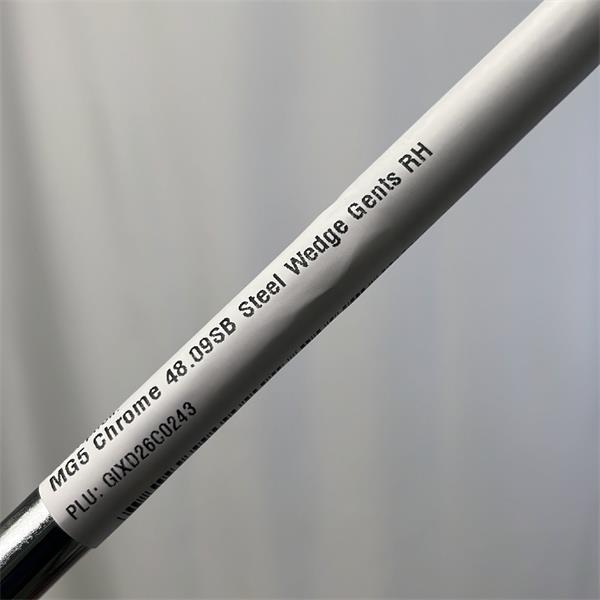 MG5 Chrome 48.09SB Steel Wedge Gents RH
PLU: GIXD26C0243